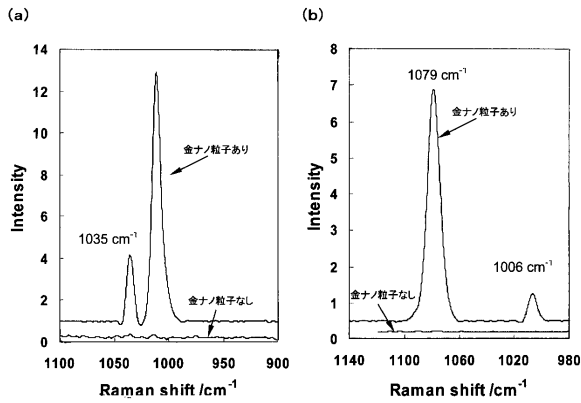 (a)
14
12
10
8
6
4
2
0
Intensity
金ナノ粒子あり
1035 cm⁻¹
金ナノ粒子なし
1100 1050 1000 950 900
Raman shift /cm⁻¹
(b)
8
7
6
5
4
3
2
1
0
Intensity
1079 cm⁻¹
金ナノ粒子あり
1006 cm⁻¹
金ナノ粒子なし
1140 1100 1060 1020 980
Raman shift /cm⁻¹